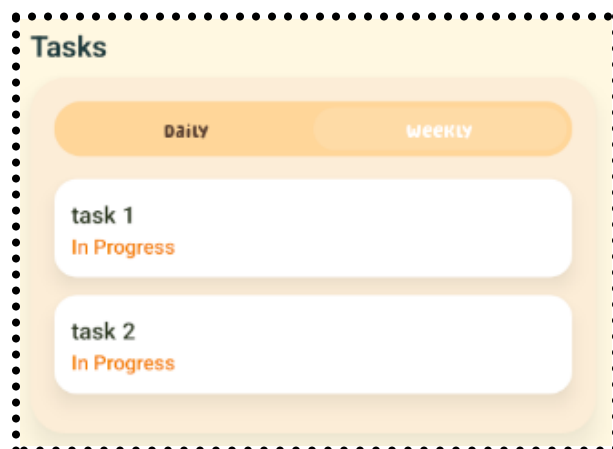 Tasks
Daily Weekly
task 1
In Progress
task 2
In Progress